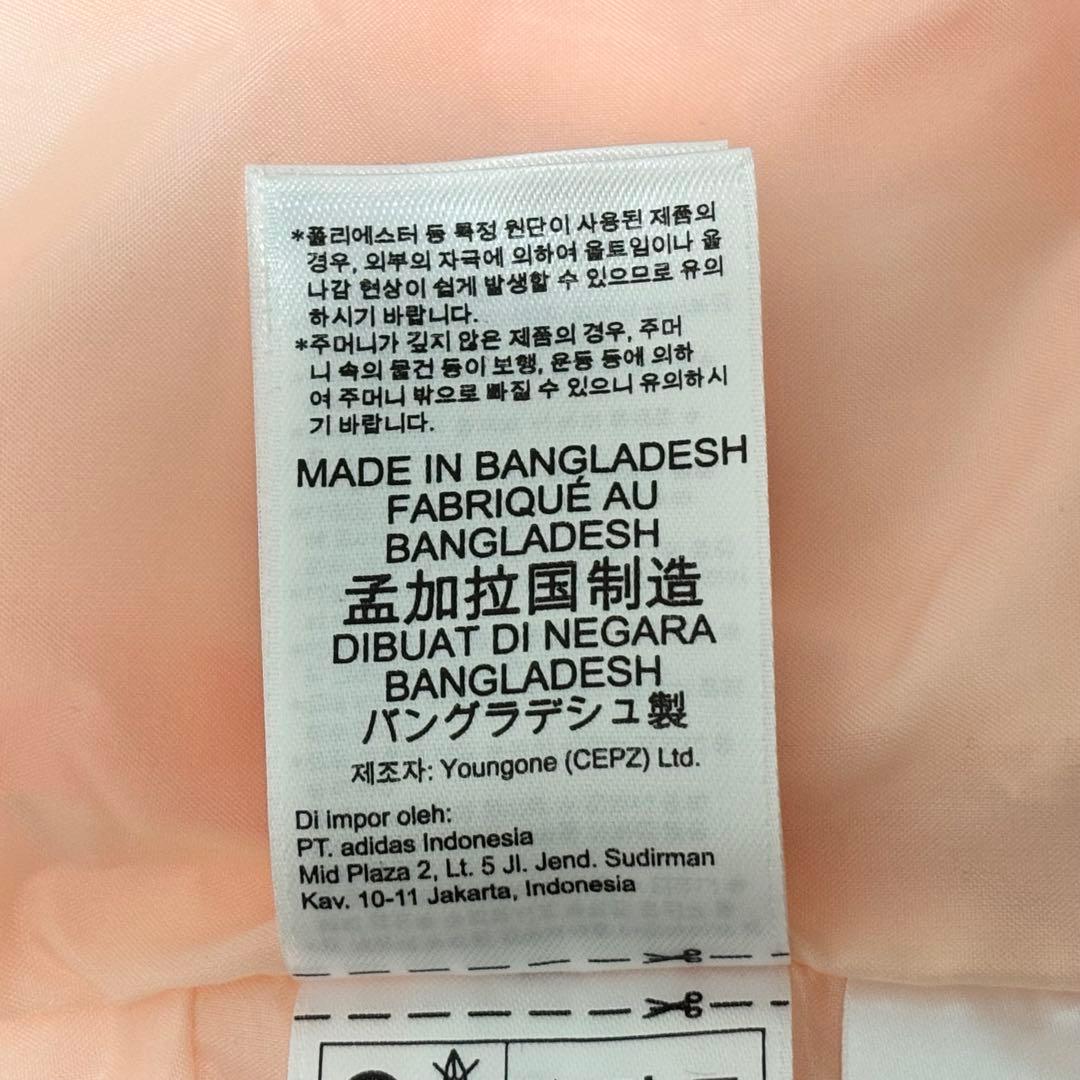 *폴리에스터 등 특정 원단이 사용된 제품의
경우, 외부의 자극에 의하여 올트임이나 올
나감 현상이 쉽게 발생할 수 있으므로 유의
하시기 바랍니다.
*주머니가 깊지 않은 제품의 경우, 주머
니 속의 물건 등이 보행, 운동 등에 의하
여 주머니 밖으로 빠질 수 있으니 유의하시
기 바랍니다.
MADE IN BANGLADESH
FABRIQUÉ AU
BANGLADESH
孟加拉国制造
DIBUAT DI NEGARA
BANGLADESH
バングラデシュ製
제조자: Youngone (CEPZ) Ltd.
Di impor oleh:
PT. adidas Indonesia
Mid Plaza 2, Lt. 5 Jl. Jend. Sudirman
Kav. 10-11 Jakarta, Indonesia